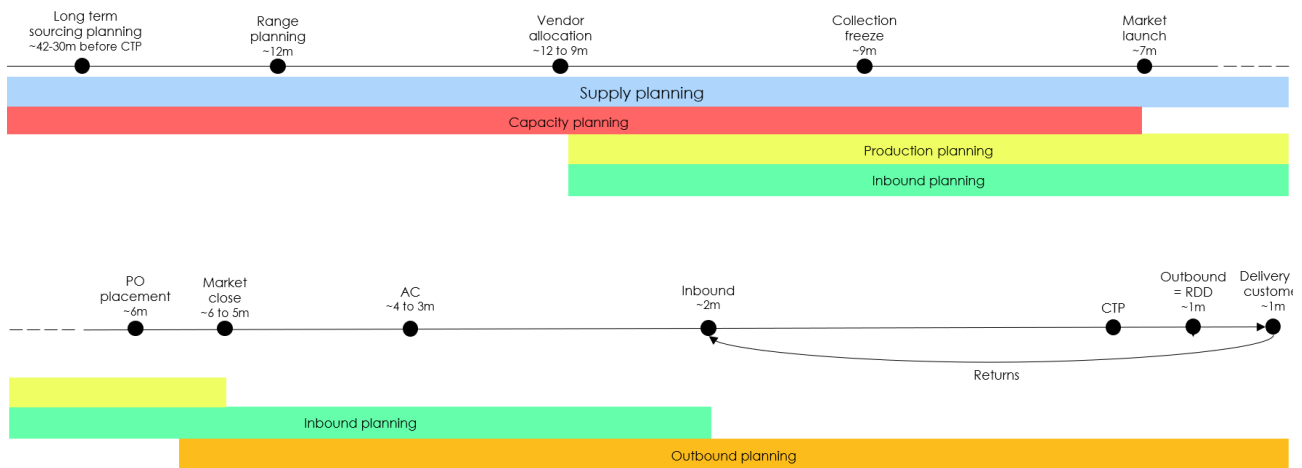 Long term
sourcing planning
~42-30m before CTP
Range
planning
~12m
Vendor
allocation
~12 to 9m
Collection
freeze
~9m
Market
launch
~7m
Supply planning
Capacity planning
Production planning
Inbound planning
PO
placement
~6m
Market
close
~6 to 5m
AC
~4 to 3m
Inbound
~2m
CTP
Outbound
= RDD
~1m
Delivery
custome
~1m
Returns
Inbound planning
Outbound planning